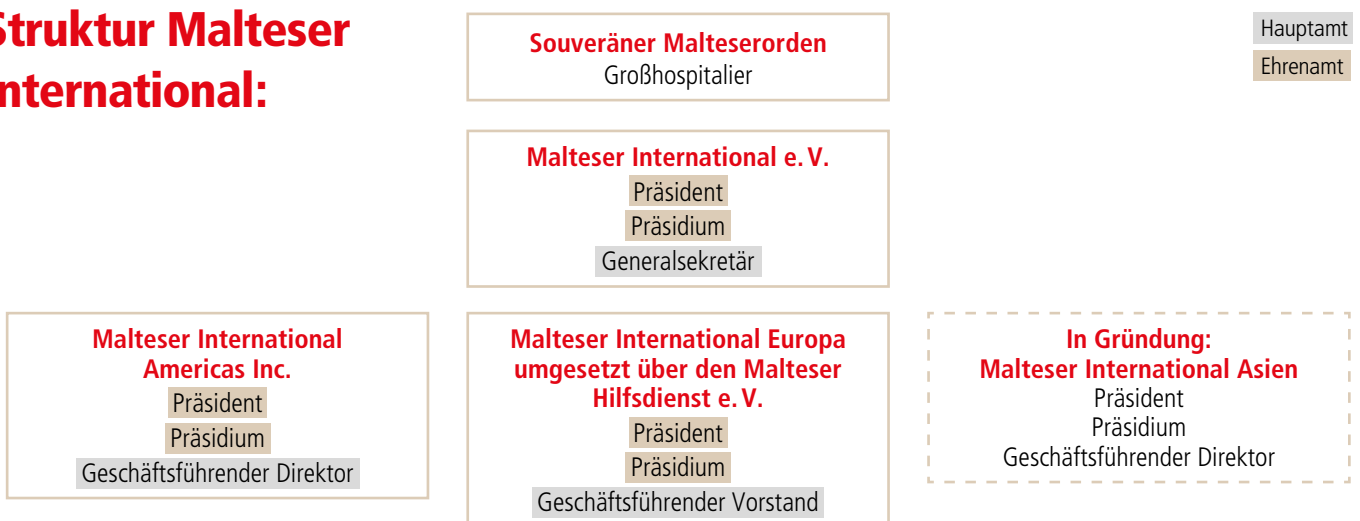 Struktur Malteser
International:
Souveräner Malteserorden
Großhospitalier
Hauptamt
Ehrenamt
Malteser International e. V.
Präsident
Präsidium
Generalsekretär
Malteser International
Americas Inc.
Präsident
Präsidium
Geschäftsführender Direktor
Malteser International Europa
umgesetzt über den Malteser
Hilfsdienst e. V.
Präsident
Präsidium
Geschäftsführender Vorstand
In Gründung:
Malteser International Asien
Präsident
Präsidium
Geschäftsführender Direktor